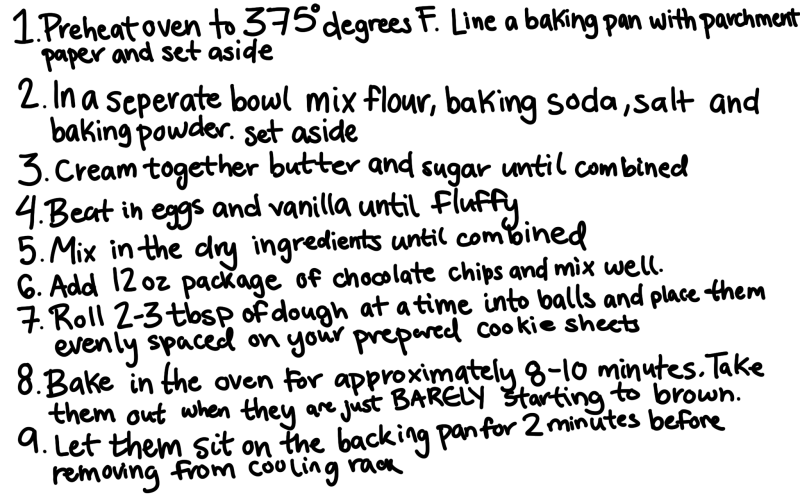 1. Preheat oven to 375° degrees F. Line a baking pan with parchment
paper and set aside
2. In a seperate bowl mix flour, baking soda, salt and
baking powder. set aside
3. Cream together butter and sugar until combined
4. Beat in eggs and vanilla until fluffy
5. Mix in the dry ingredients until combined
6. Add 12 oz package of chocolate chips and mix well.
7. Roll 2-3 tbsp of dough at a time into balls and place them
evenly spaced on your prepared cookie sheets
8. Bake in the oven for approximately 8-10 minutes. Take
them out when they are just BARELY starting to brown.
9. Let them sit on the backing pan for 2 minutes before
removing from cooling rack